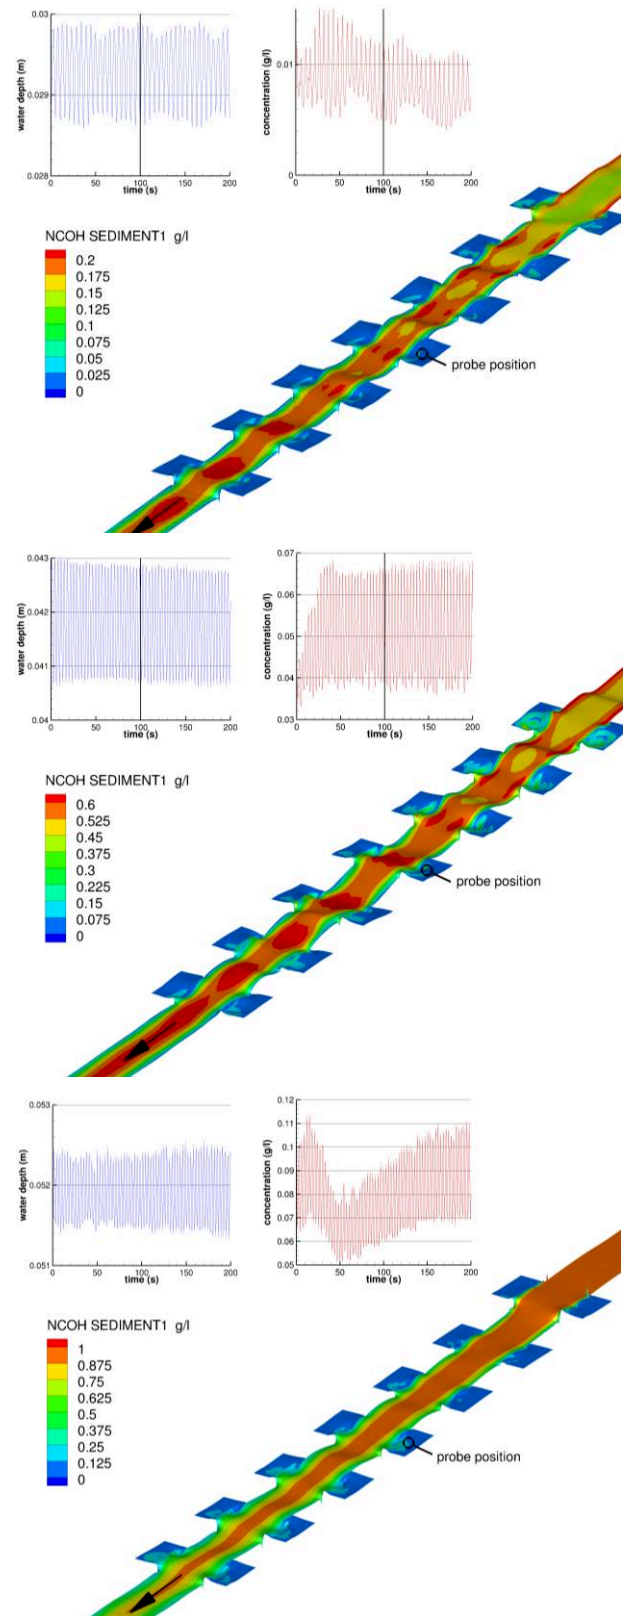 0.03
0.029
0.028
water depth (m)
0 50 100 150 200
time (s)
0.01
0
concentration (g/l)
0 50 100 150 200
time (s)
NCOH SEDIMENT1 g/l
0.2
0.175
0.15
0.125
0.1
0.075
0.05
0.025
0
probe position
0.043
0.042
0.041
0.04
water depth (m)
0 50 100 150 200
time (s)
0.07
0.06
0.05
0.04
0.03
concentration (g/l)
0 50 100 150 200
time (s)
NCOH SEDIMENT1 g/l
0.6
0.525
0.45
0.375
0.3
0.225
0.15
0.075
0
probe position
0.053
0.052
0.051
water depth (m)
0 50 100 150 200
time (s)
0.12
0.11
0.1
0.09
0.08
0.07
0.06
0.05
concentration (g/l)
0 50 100 150 200
time (s)
NCOH SEDIMENT1 g/l
1
0.875
0.75
0.625
0.5
0.375
0.25
0.125
0
probe position